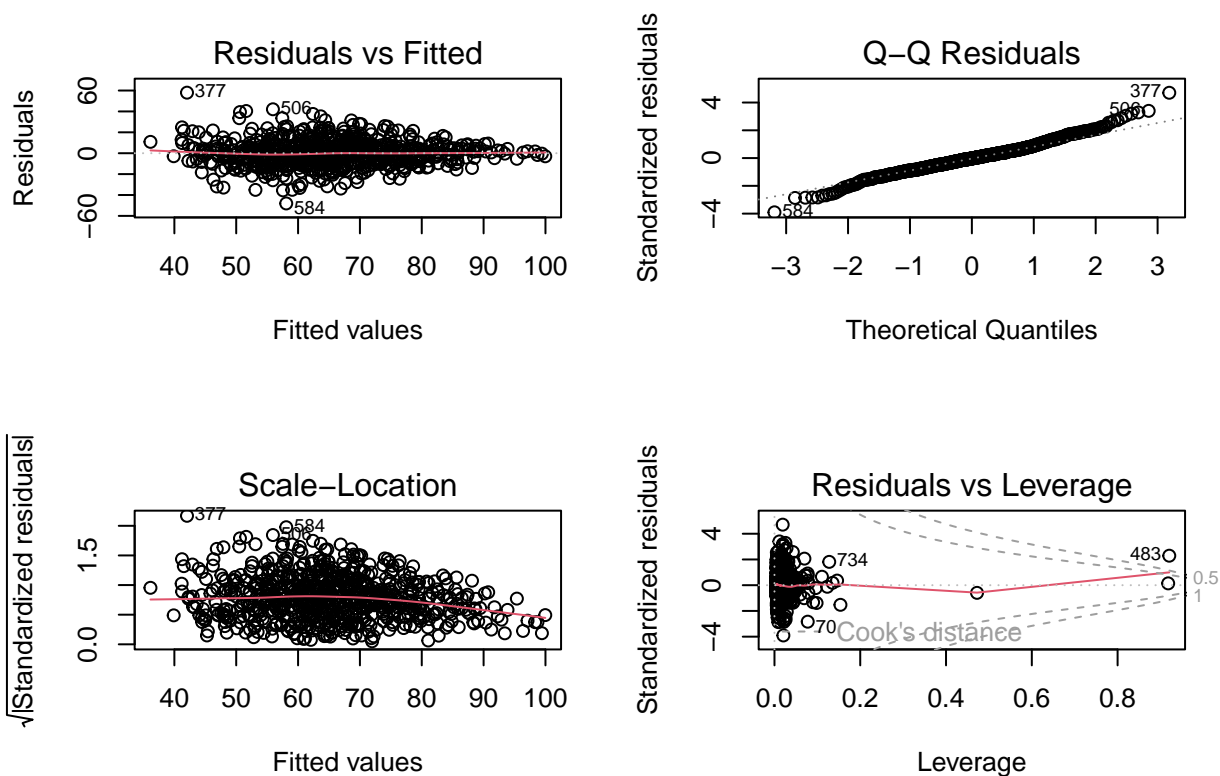 Residuals vs Fitted
Residuals
60
0
−60
377
506
584
40 50 60 70 80 90 100
Fitted values
Q−Q Residuals
Standardized residuals
4
0
−4
377
506
584
−3 −2 −1 0 1 2 3
Theoretical Quantiles
Scale−Location
√|Standardized residuals|
1.5
0.0
377
584
506
40 50 60 70 80 90 100
Fitted values
Residuals vs Leverage
Standardized residuals
4
0
−4
483
734
70
Cook's distance
0.5
1
0.0 0.2 0.4 0.6 0.8
Leverage